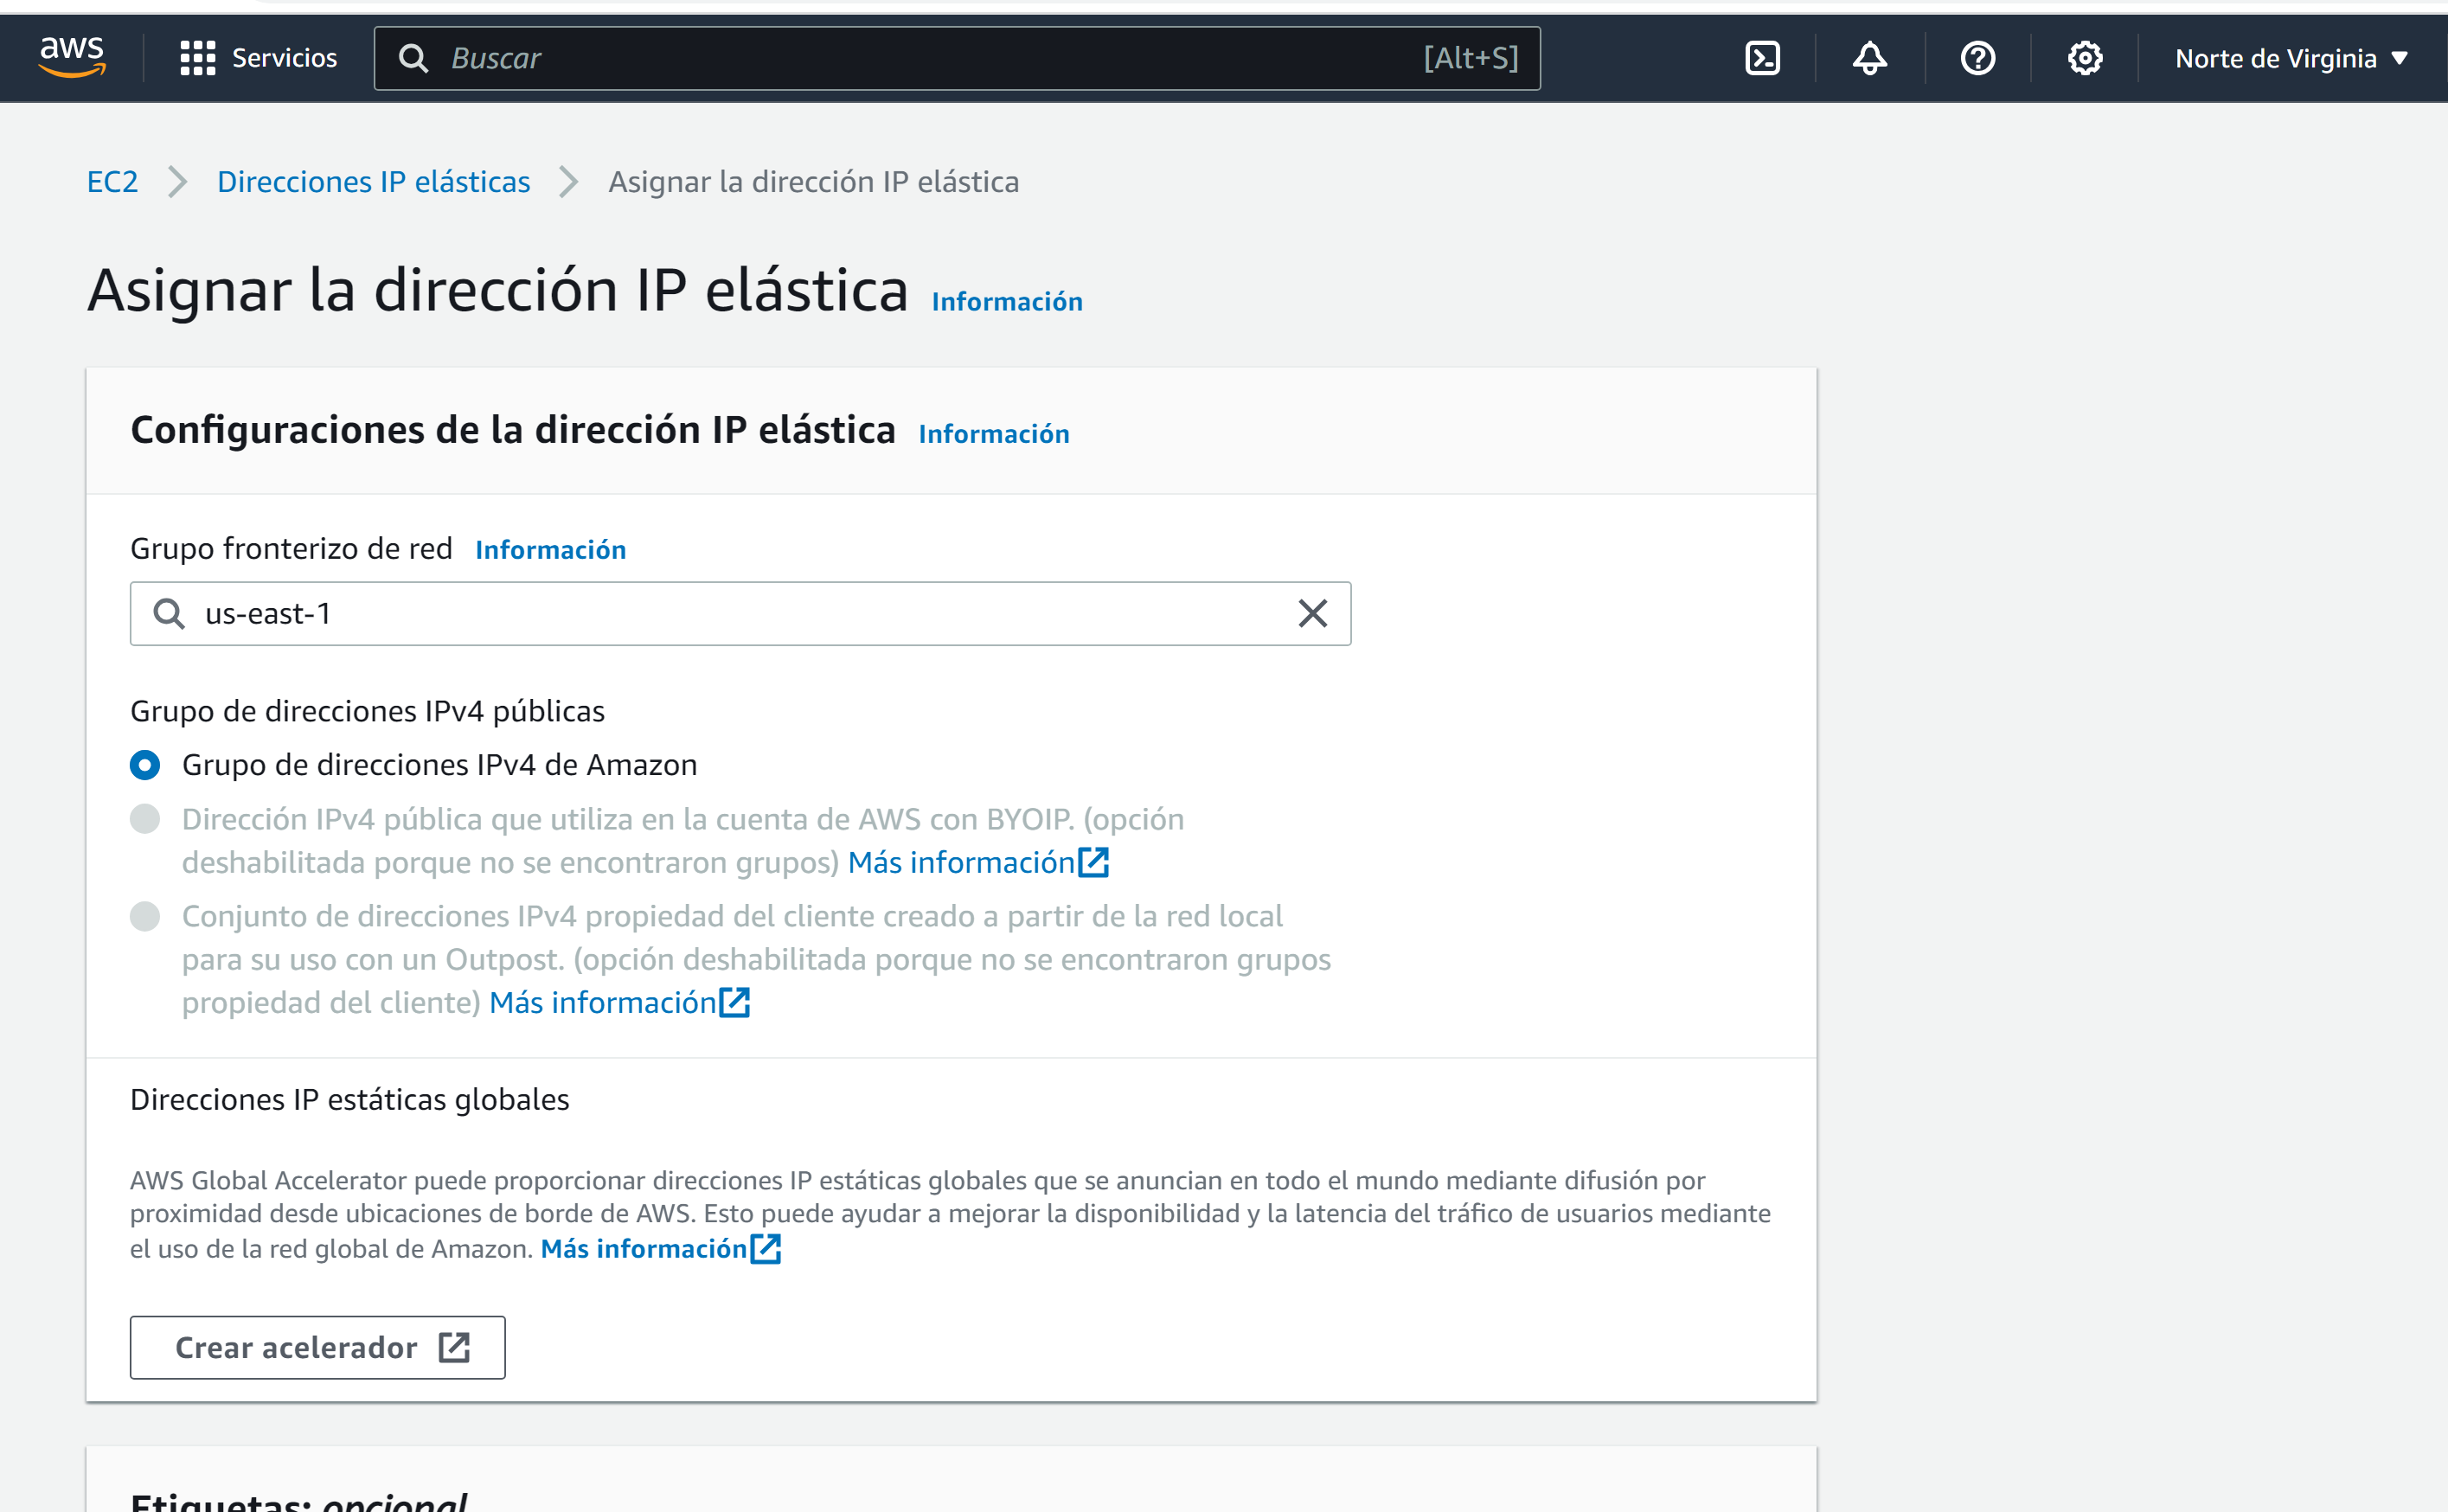 aws Servicios Buscar [Alt+S] Norte de Virginia
EC2 Direcciones IP elásticas Asignar la dirección IP elástica
Asignar la dirección IP elástica Información
Configuraciones de la dirección IP elástica Información
Grupo fronterizo de red Información
us-east-1
Grupo de direcciones IPv4 públicas
Grupo de direcciones IPv4 de Amazon
Dirección IPv4 pública que utiliza en la cuenta de AWS con BYOIP. (opción
deshabilitada porque no se encontraron grupos) Más información
Conjunto de direcciones IPv4 propiedad del cliente creado a partir de la red local
para su uso con un Outpost. (opción deshabilitada porque no se encontraron grupos
propiedad del cliente) Más información
Direcciones IP estáticas globales
AWS Global Accelerator puede proporcionar direcciones IP estáticas globales que se anuncian en todo el mundo mediante difusión por
proximidad desde ubicaciones de borde de AWS. Esto puede ayudar a mejorar la disponibilidad y la latencia del tráfico de usuarios mediante
el uso de la red global de Amazon. Más información
Crear acelerador
Etiquetas: opcional